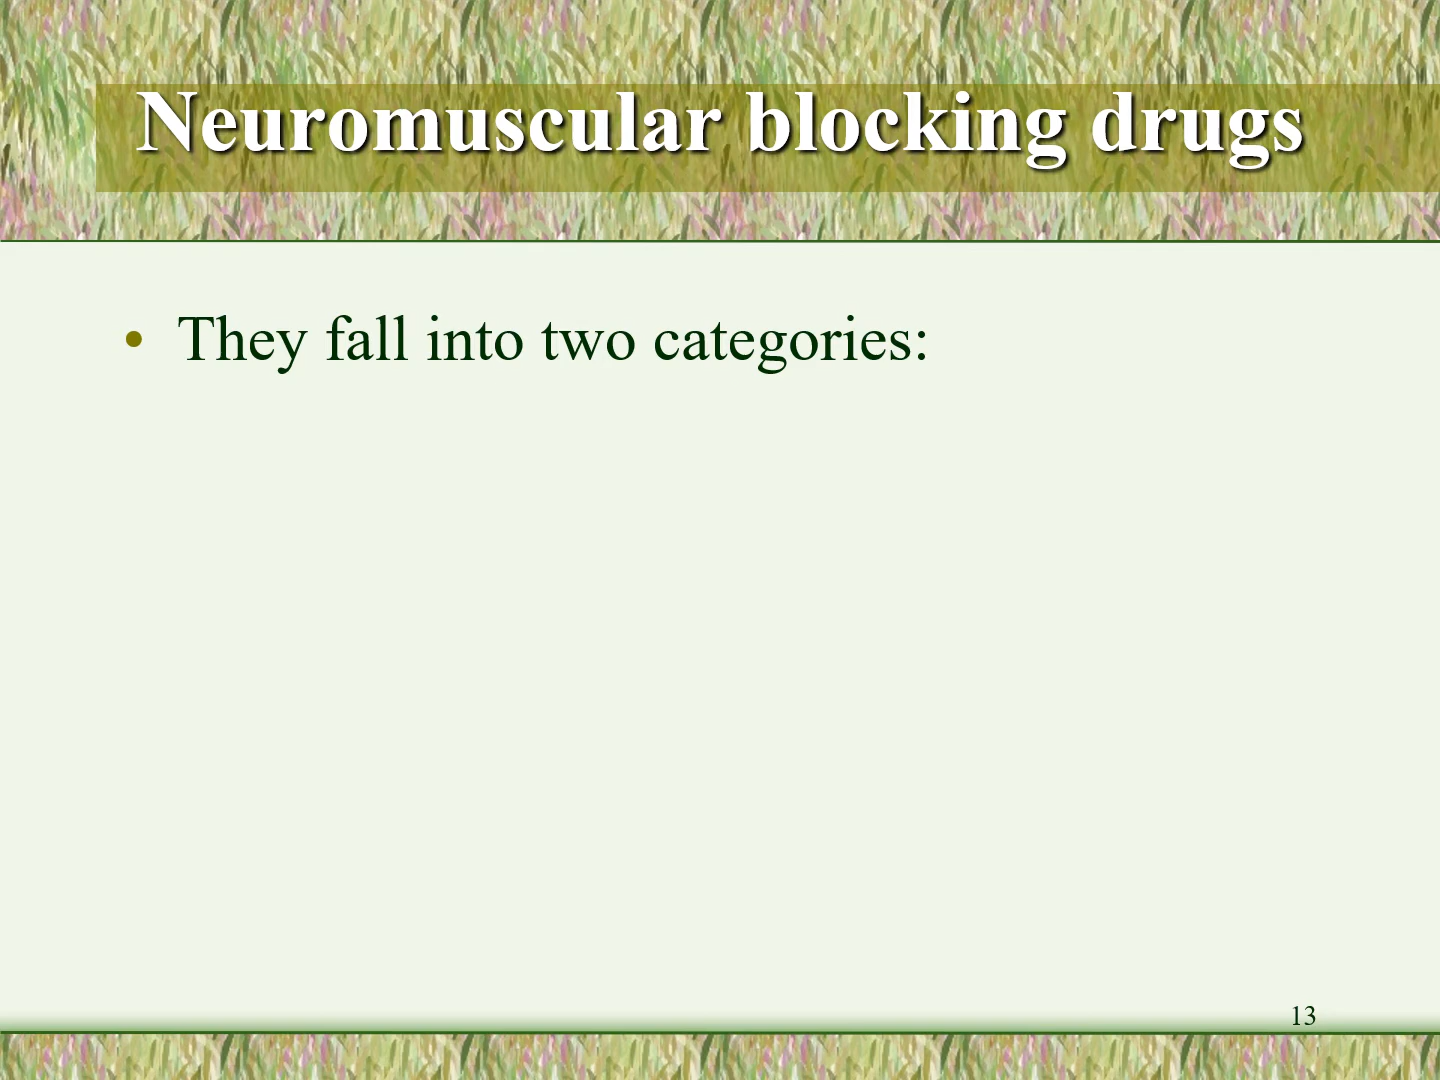 Neuromuscular blocking drugs
• They fall into two categories:
13